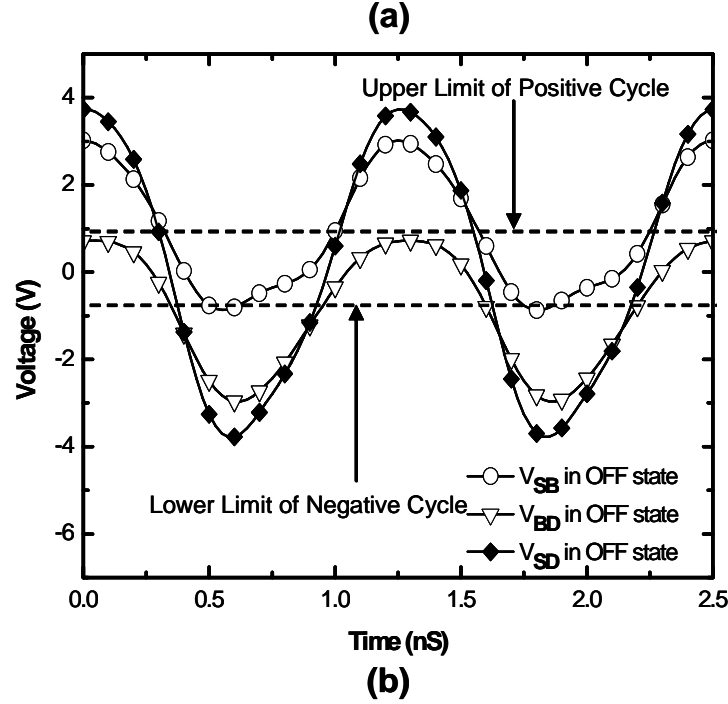 (a)
Upper Limit of Positive Cycle
4
2
0
-2
-4
-6
Voltage (V)
Lower Limit of Negative Cycle
VSB in OFF state
VBD in OFF state
VSD in OFF state
0.0 0.5 1.0 1.5 2.0 2.5
Time (nS)
(b)